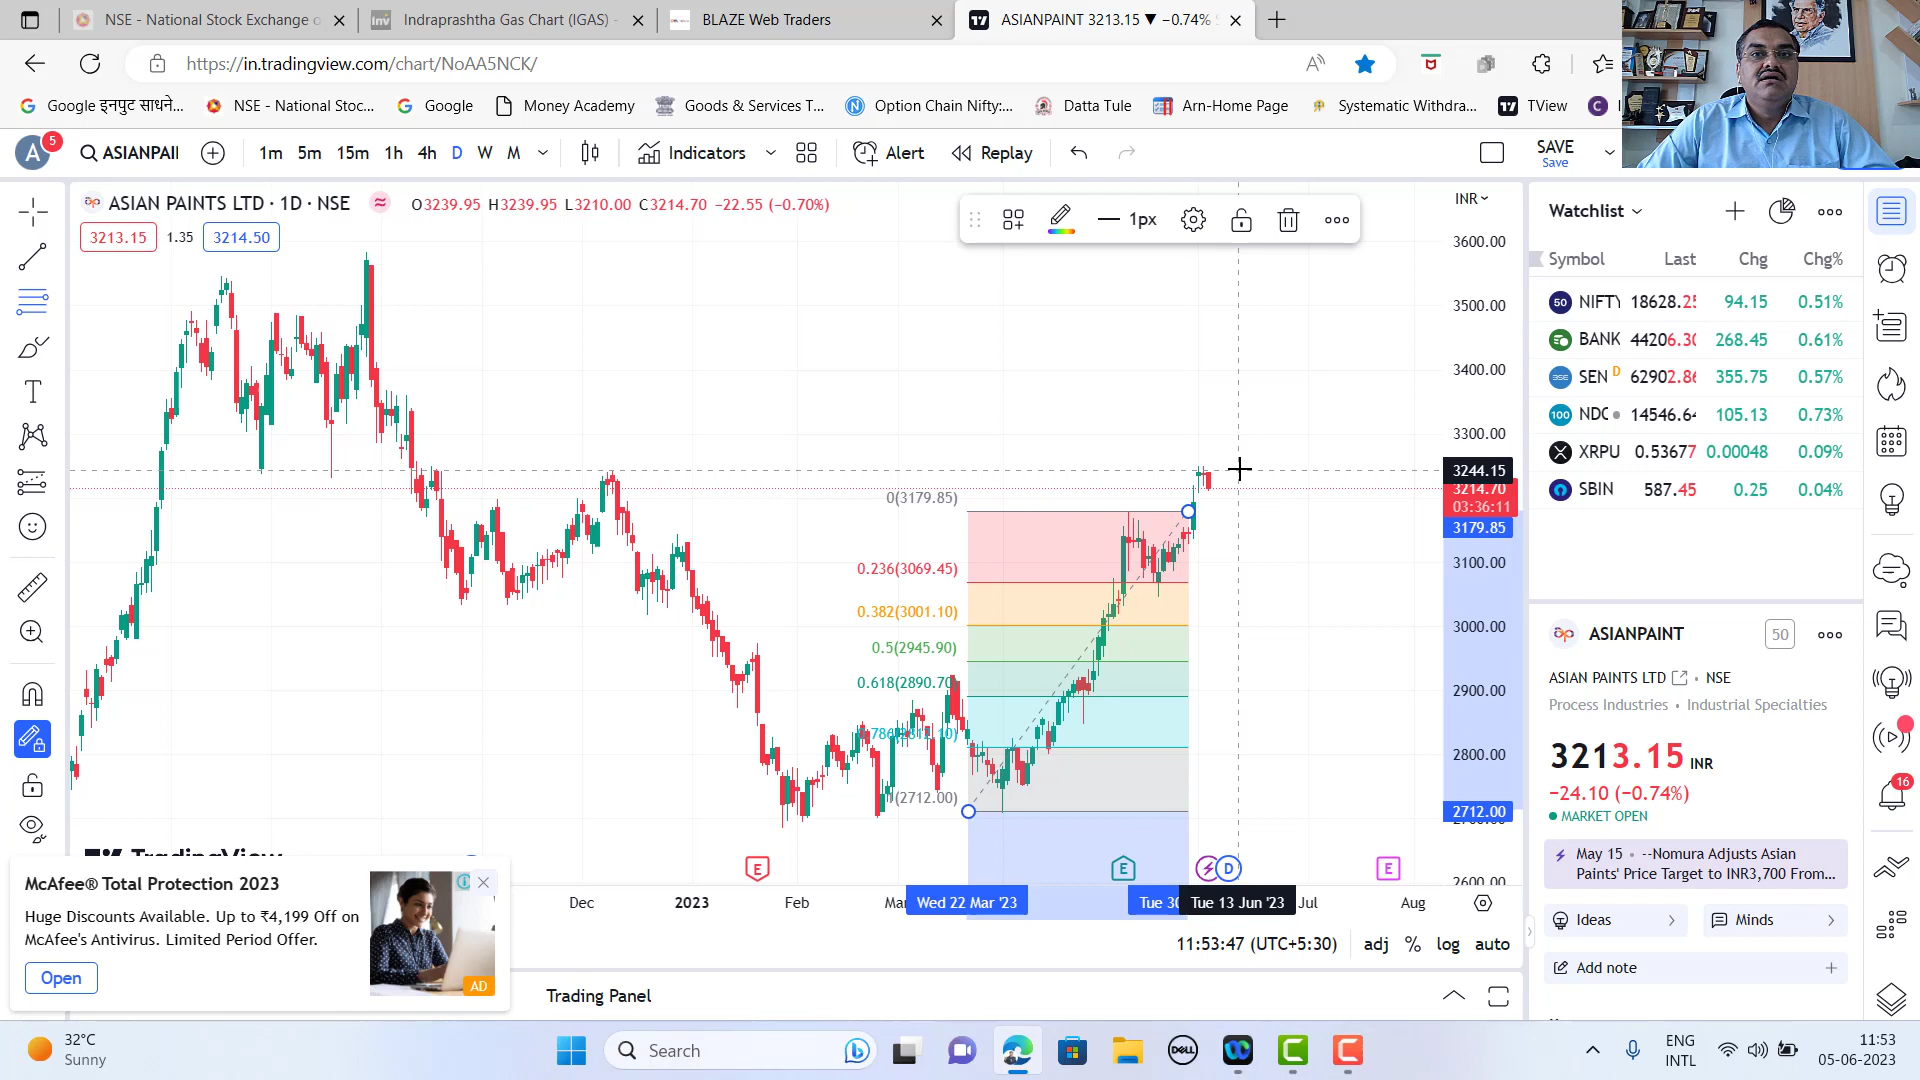 NSE - National Stock Exchange o
Indraprashtha Gas Chart (IGAS) -
BLAZE Web Traders
ASIANPAINT 3213.15 ▼ −0.74%
https://in.tradingview.com/chart/NoAA5NCK/
Google इनपुट साधने...
NSE - National Stoc...
Google
Money Academy
Goods & Services T...
Option Chain Nifty:...
Datta Tule
Arn-Home Page
Systematic Withdra...
TView
A 5
ASIANPAI
1m 5m 15m 1h 4h D W M
Indicators
Alert
Replay
SAVE
Save
ASIAN PAINTS LTD · 1D · NSE
O3239.95 H3239.95 L3210.00 C3214.70 −22.55 (−0.70%)
3213.15 1.35 3214.50
1px
INR
3600.00
3500.00
3400.00
3300.00
3244.15
3214.70
03:36:11
3179.85
3100.00
3000.00
2900.00
2800.00
2712.00
2600.00
0(3179.85)
0.236(3069.45)
0.382(3001.10)
0.5(2945.90)
0.618(2890.70)
1(2712.00)
TradingView
E E D E
Dec 2023 Feb Mar Wed 22 Mar '23 Tue 30 Tue 13 Jun '23 Jul Aug
11:53:47 (UTC+5:30) adj % log auto
Trading Panel
Watchlist
Symbol Last Chg Chg%
50 NIFTY 18628.25 94.15 0.51%
BANK 44206.30 268.45 0.61%
SEN D 62902.86 355.75 0.57%
100 NDC 14546.64 105.13 0.73%
XRPU 0.53677 0.00048 0.09%
SBIN 587.45 0.25 0.04%
ASIANPAINT 50
ASIAN PAINTS LTD • NSE
Process Industries • Industrial Specialties
3213.15 INR
−24.10 (−0.74%)
MARKET OPEN
May 15 • --Nomura Adjusts Asian
Paints' Price Target to INR3,700 From...
Ideas
Minds
Add note
16
McAfee® Total Protection 2023
Huge Discounts Available. Up to ₹4,199 Off on
McAfee's Antivirus. Limited Period Offer.
Open
AD
32°C
Sunny
Search
DELL
ENG
INTL
11:53
05-06-2023